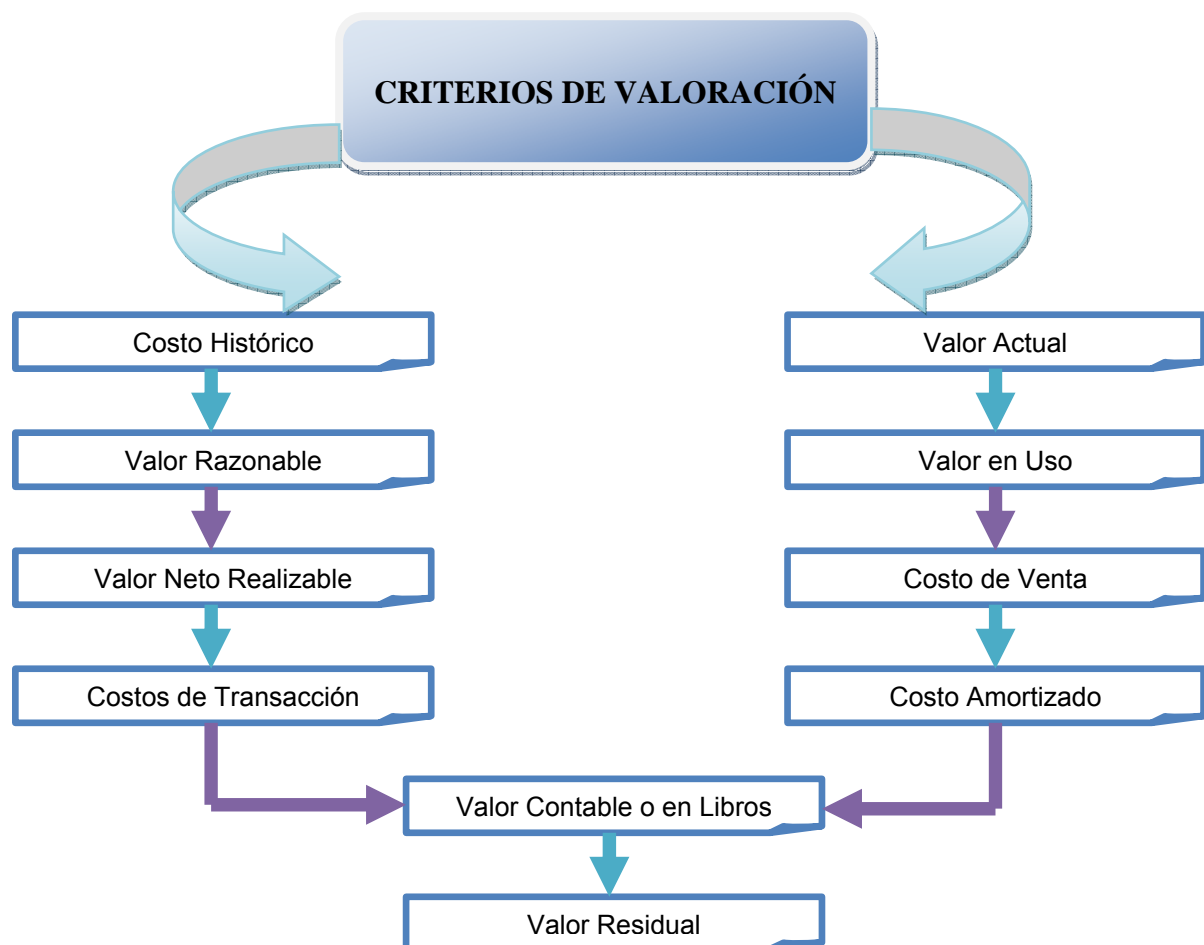 CRITERIOS DE VALORACIÓN
Costo Histórico
Valor Razonable
Valor Neto Realizable
Costos de Transacción
Valor Actual
Valor en Uso
Costo de Venta
Costo Amortizado
Valor Contable o en Libros
Valor Residual